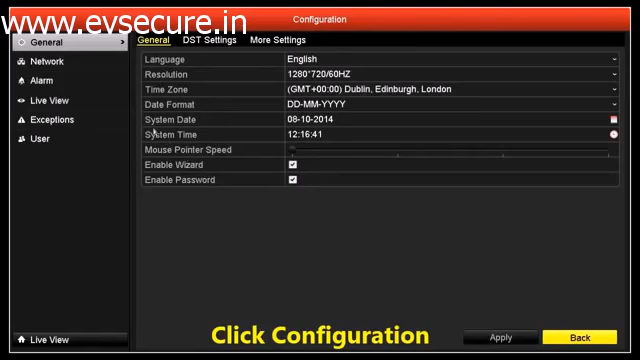 www.evsecure.in
Configuration
General
Network
Alarm
Live View
Exceptions
User
Live View
General DST Settings More Settings
Language English
Resolution 1280*720/60HZ
Time Zone (GMT+00:00) Dublin, Edinburgh, London
Date Format DD-MM-YYYY
System Date 08-10-2014
System Time 12:16:41
Mouse Pointer Speed
Enable Wizard
Enable Password
Apply Back
Click Configuration